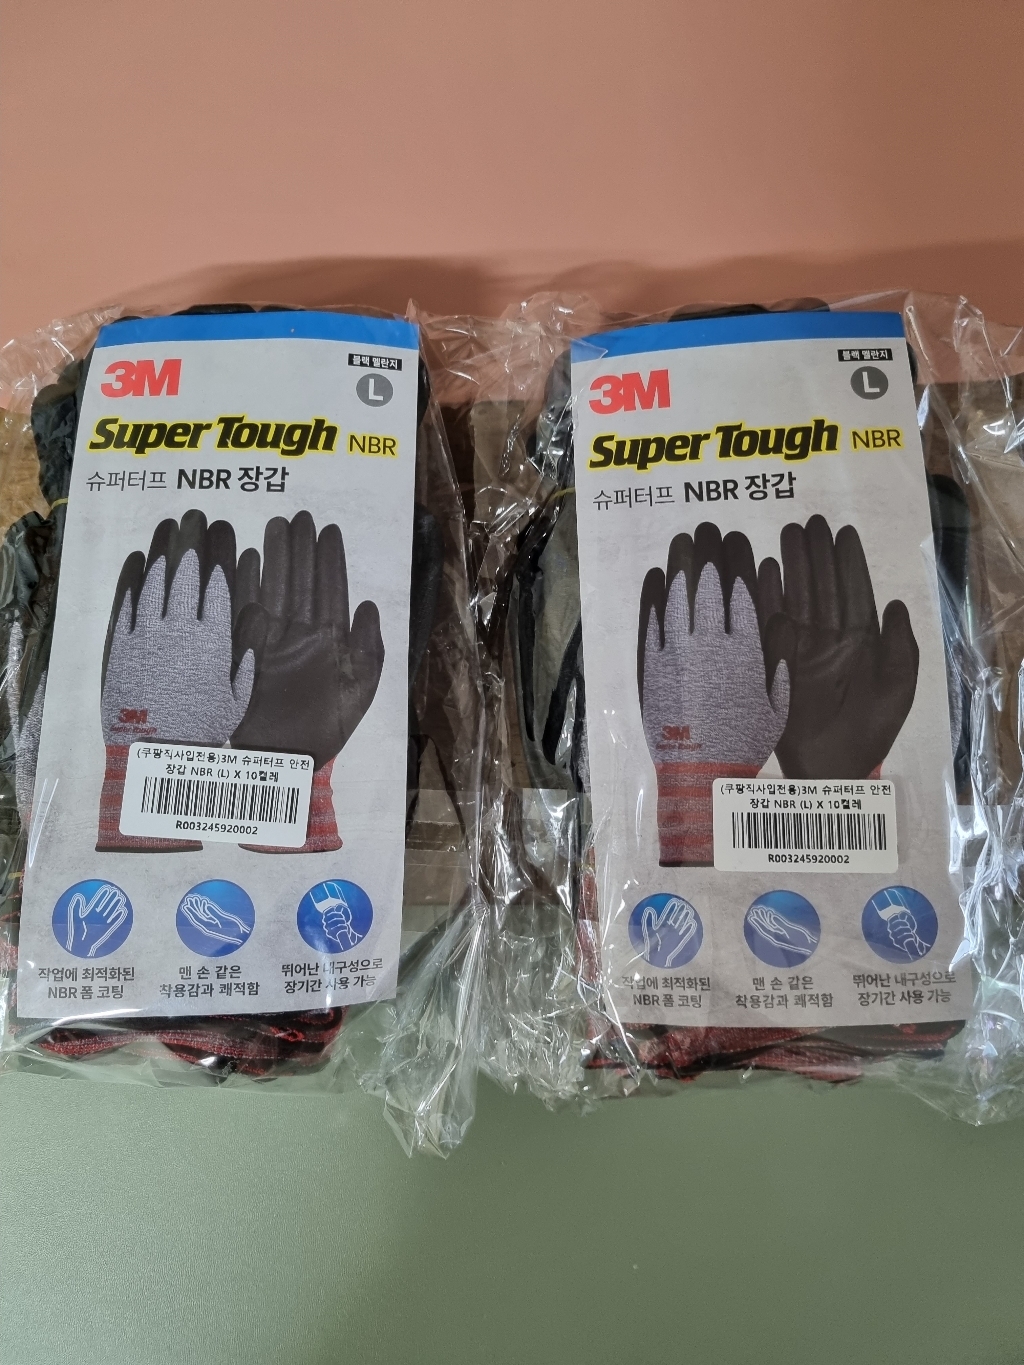 3M
블랙 멜란지
L
Super Tough NBR
슈퍼터프 NBR 장갑
3M
Super Tough
(쿠팡직사입전용)3M 슈퍼터프 안전
장갑 NBR (L) X 10켤레
R003245920002
작업에 최적화된
NBR 폼 코팅
맨 손 같은
착용감과 쾌적함
뛰어난 내구성으로
장기간 사용 가능
3M
블랙 멜란지
L
Super Tough NBR
슈퍼터프 NBR 장갑
3M
Super Tough
(쿠팡직사입전용)3M 슈퍼터프 안전
장갑 NBR (L) X 10켤레
R003245920002
작업에 최적화된
NBR 폼 코팅
맨 손 같은
착용감과 쾌적함
뛰어난 내구성으로
장기간 사용 가능